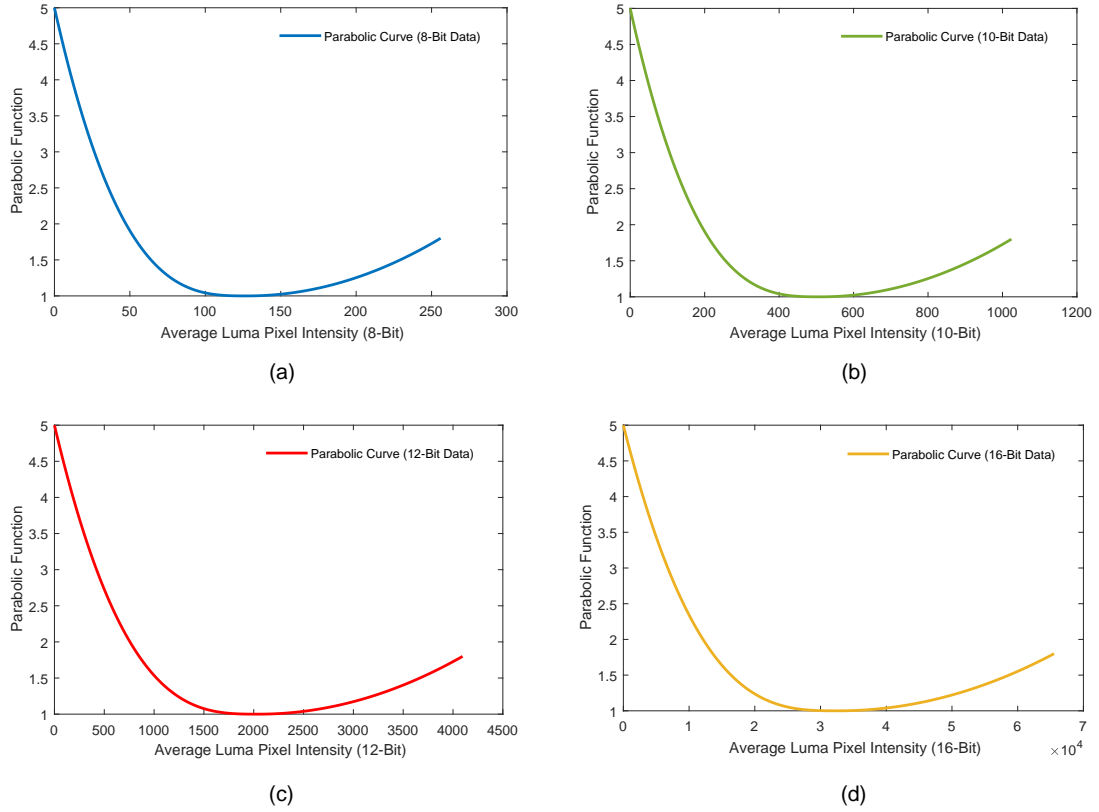 Parabolic Curve (8-Bit Data)
Parabolic Function
5
4.5
4
3.5
3
2.5
2
1.5
1
0 50 100 150 200 250 300
Average Luma Pixel Intensity (8-Bit)
(a)
Parabolic Curve (10-Bit Data)
Parabolic Function
5
4.5
4
3.5
3
2.5
2
1.5
1
0 200 400 600 800 1000 1200
Average Luma Pixel Intensity (10-Bit)
(b)
Parabolic Curve (12-Bit Data)
Parabolic Function
5
4.5
4
3.5
3
2.5
2
1.5
1
0 500 1000 1500 2000 2500 3000 3500 4000 4500
Average Luma Pixel Intensity (12-Bit)
(c)
Parabolic Curve (16-Bit Data)
Parabolic Function
5
4.5
4
3.5
3
2.5
2
1.5
1
0 1 2 3 4 5 6 7
Average Luma Pixel Intensity (16-Bit)
×10⁴
(d)